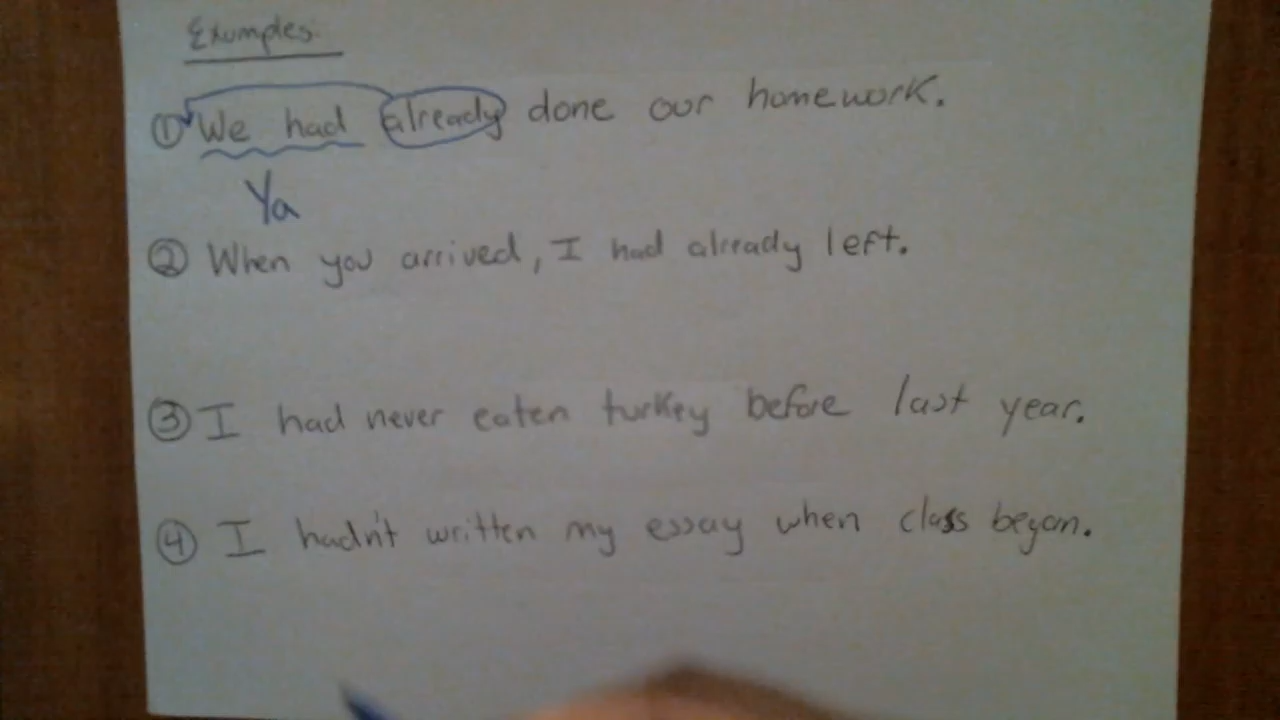 Examples
① We had already done our homework.
Ya
② When you arrived, I had already left.
③ I had never eaten turkey before last year.
④ I hadn't written my essay when class began.